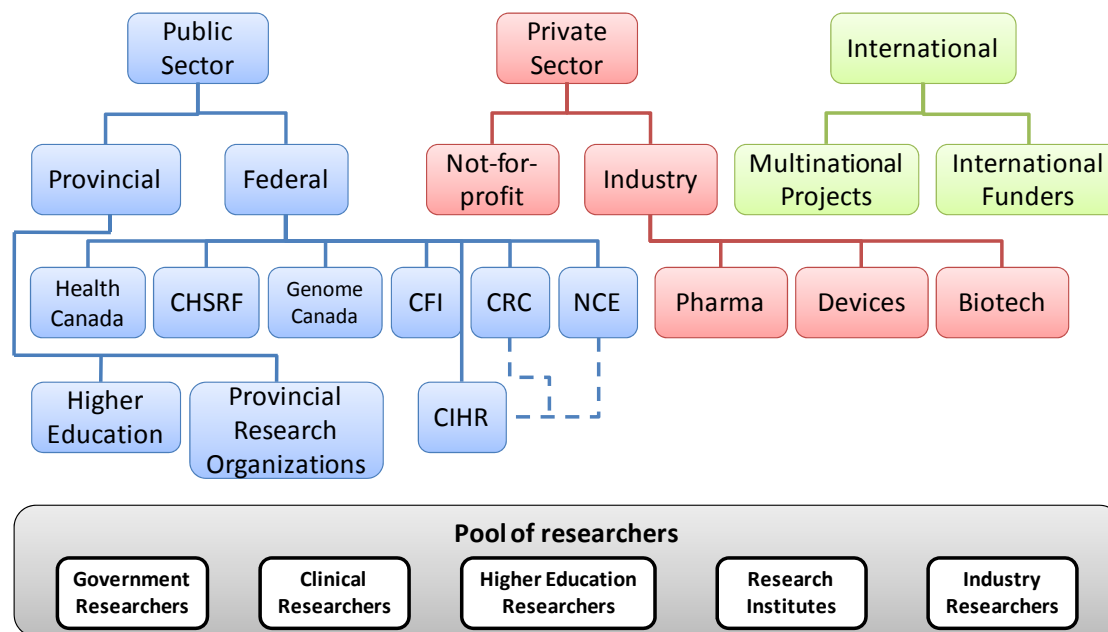 Public
Sector
Private
Sector
International
Provincial
Federal
Not-for-
profit
Industry
Multinational
Projects
International
Funders
Health
Canada
CHSRF
Genome
Canada
CFI
CRC
NCE
Pharma
Devices
Biotech
Higher
Education
Provincial
Research
Organizations
CIHR
Pool of researchers
Government
Researchers
Clinical
Researchers
Higher Education
Researchers
Research
Institutes
Industry
Researchers